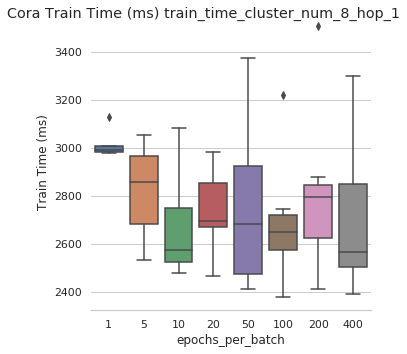 Cora Train Time (ms) train_time_cluster_num_8_hop_1
3400
3200
3000
2800
2600
2400
Train Time (ms)
1 5 10 20 50 100 200 400
epochs_per_batch